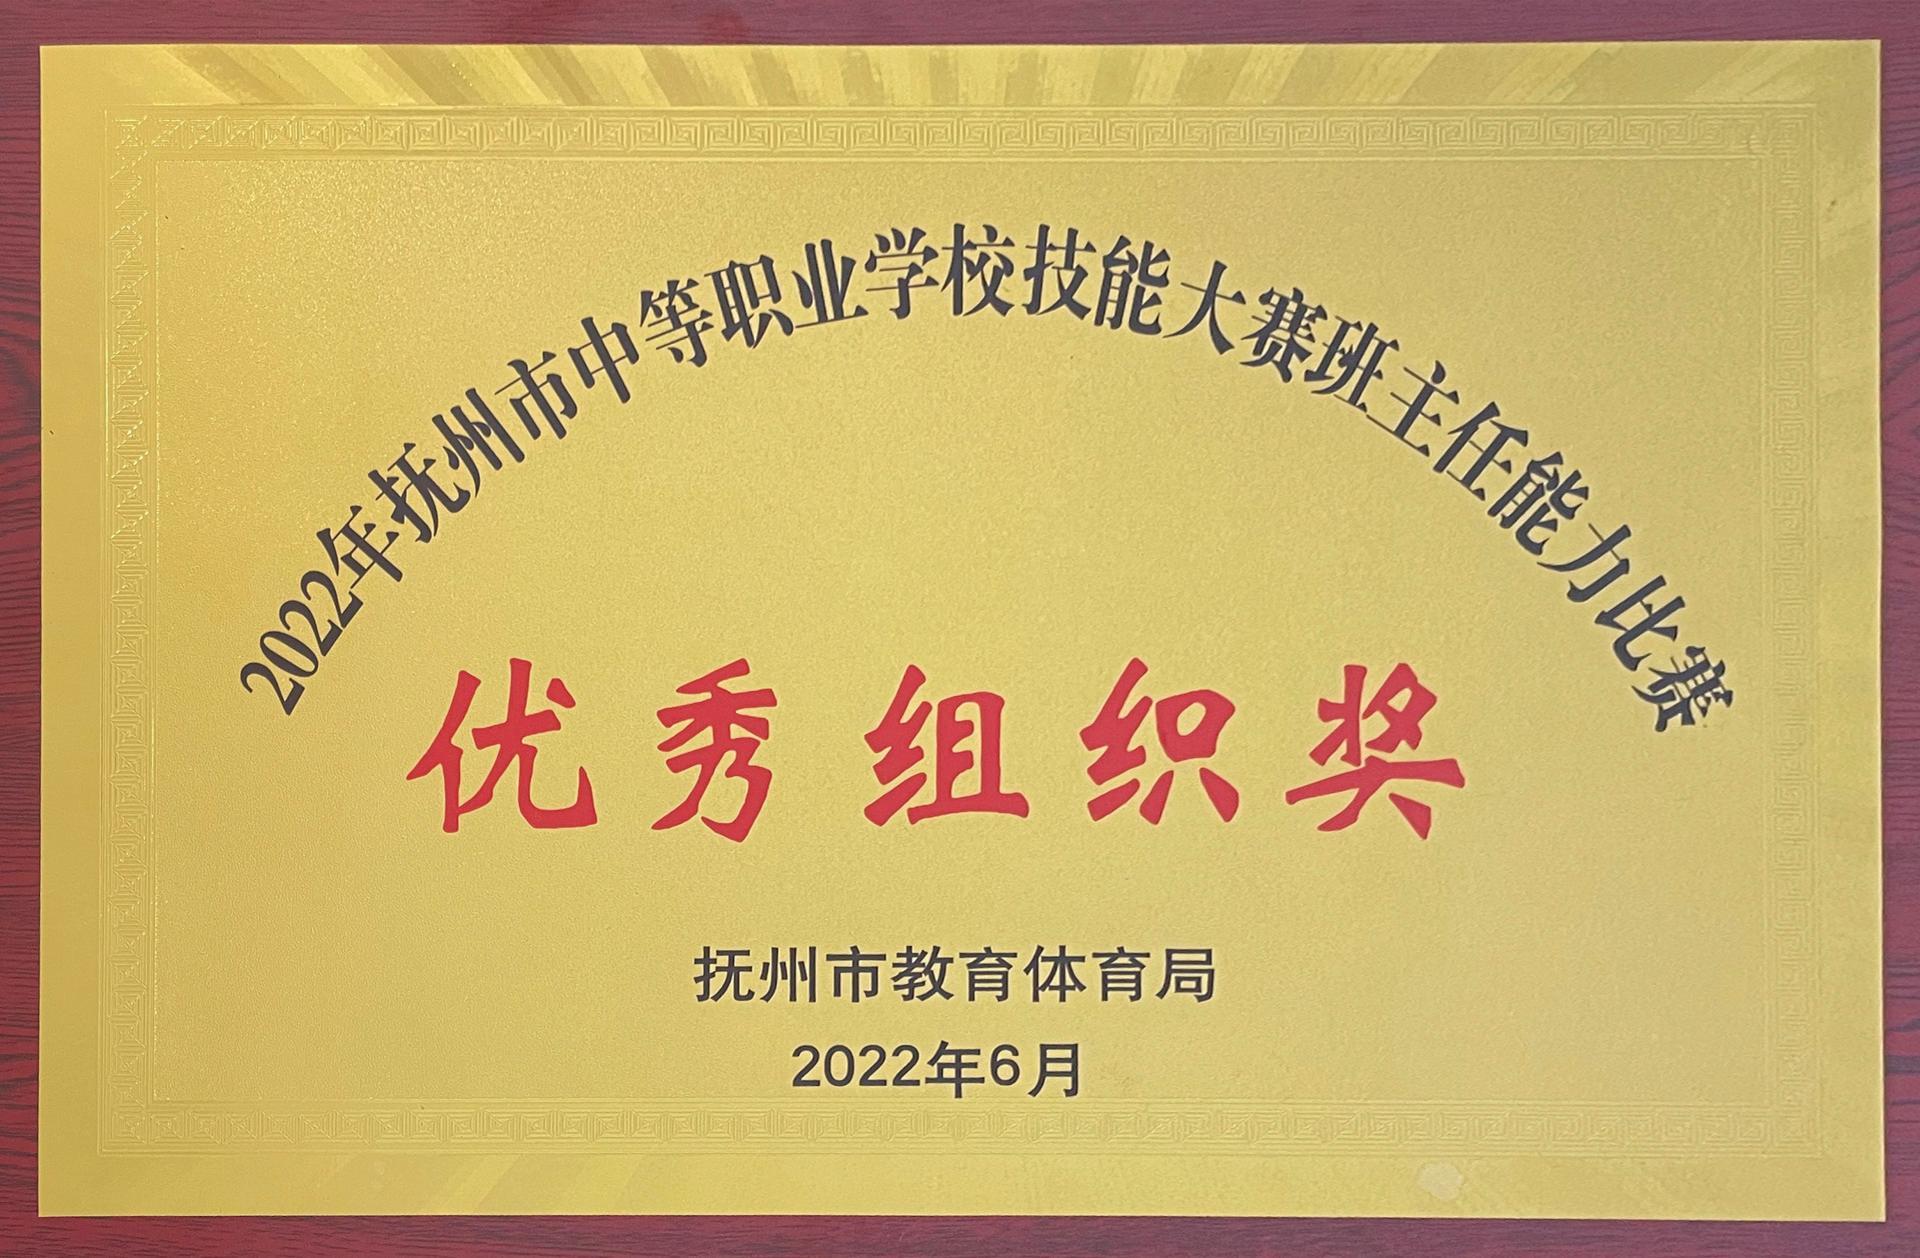 2022年抚州市中等职业学校技能大赛班主任能力比赛
优秀组织奖
抚州市教育体育局
2022年6月